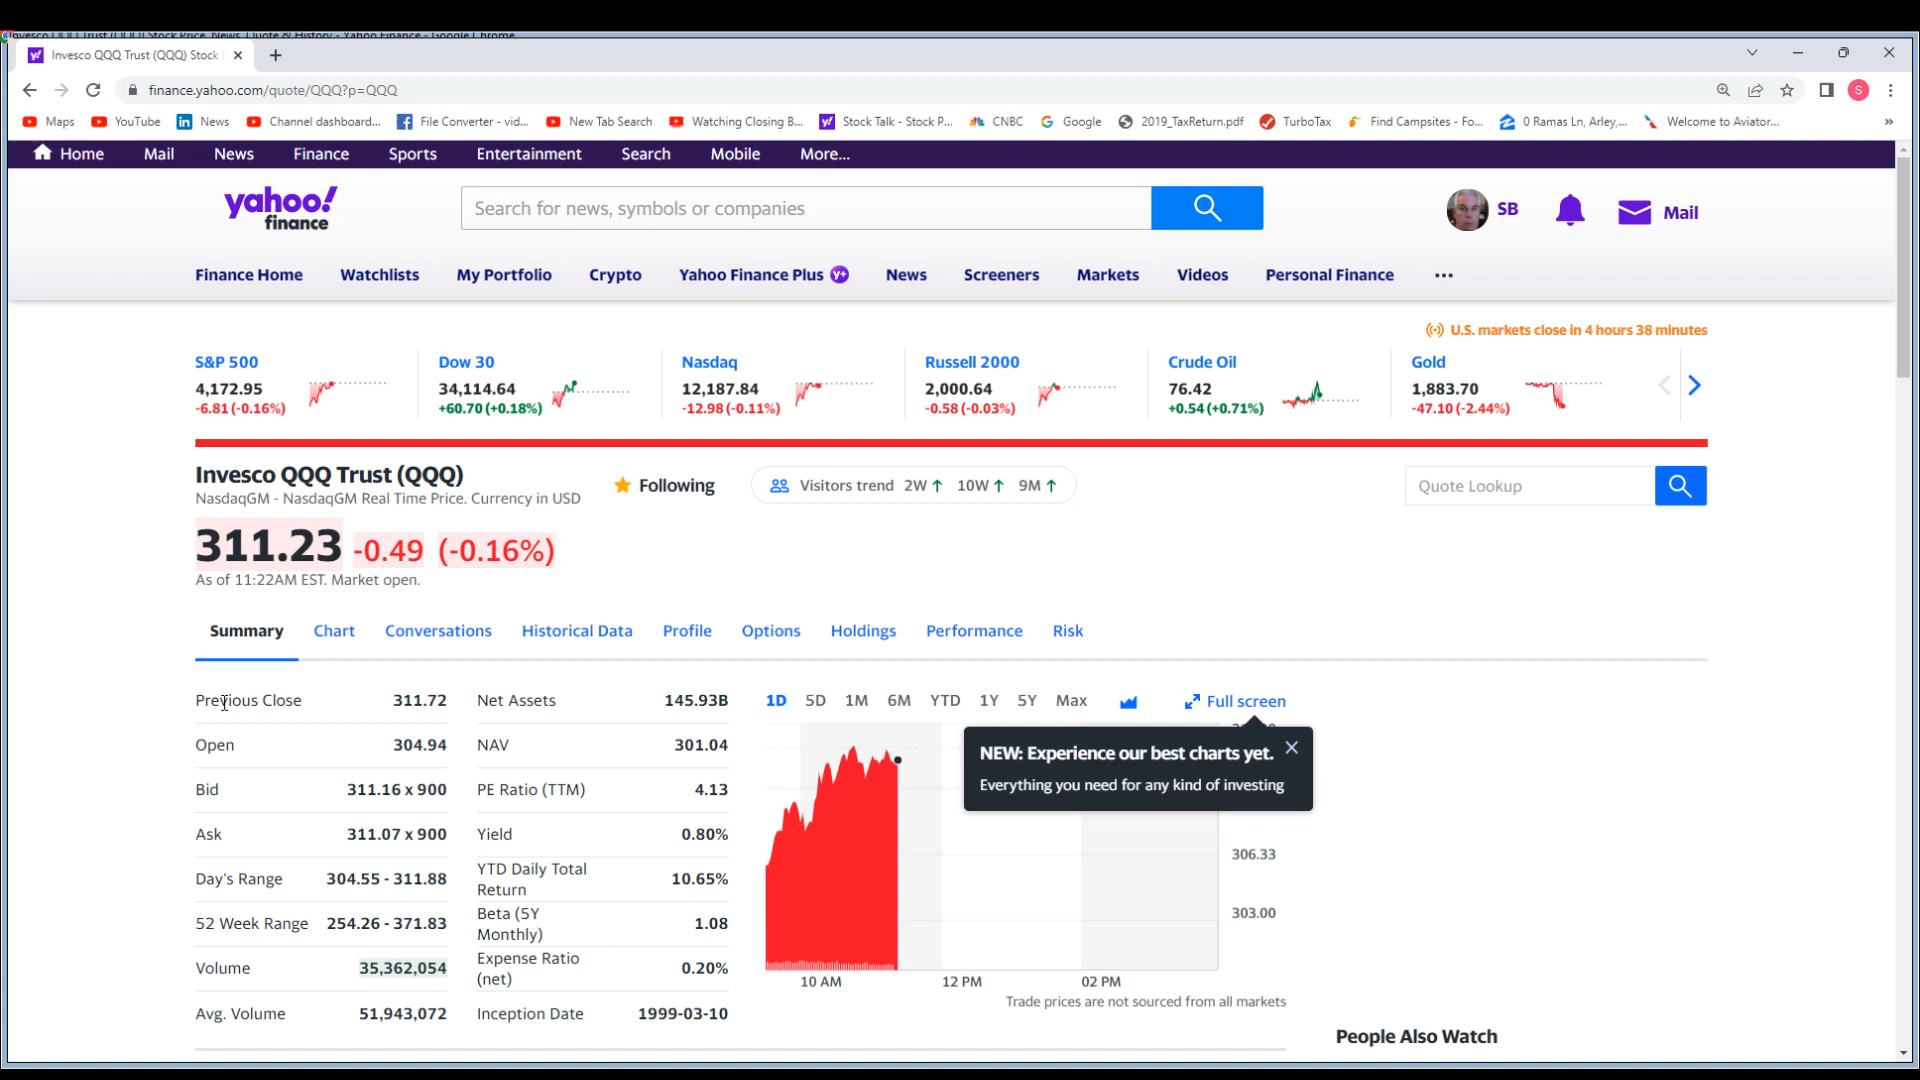 Invesco QQQ Trust (QQQ) Stock Price, News, Quote & History - Yahoo Finance - Google Chrome
Invesco QQQ Trust (QQQ) Stock
finance.yahoo.com/quote/QQQ?p=QQQ
S
Maps YouTube News Channel dashboard... File Converter - vid... New Tab Search Watching Closing B... Stock Talk - Stock P... CNBC Google 2019_TaxReturn.pdf TurboTax Find Campsites - Fo... 0 Ramas Ln, Arley,... Welcome to Aviator... »
Home Mail News Finance Sports Entertainment Search Mobile More...
yahoo!
finance
Search for news, symbols or companies
SB
Mail
Finance Home Watchlists My Portfolio Crypto Yahoo Finance Plus y+ News Screeners Markets Videos Personal Finance ...
U.S. markets close in 4 hours 38 minutes
S&P 500 Dow 30 Nasdaq Russell 2000 Crude Oil Gold
4,172.95 34,114.64 12,187.84 2,000.64 76.42 1,883.70
-6.81 (-0.16%) +60.70 (+0.18%) -12.98 (-0.11%) -0.58 (-0.03%) +0.54 (+0.71%) -47.10 (-2.44%)
Invesco QQQ Trust (QQQ)
NasdaqGM - NasdaqGM Real Time Price. Currency in USD
Following
Visitors trend 2W↑ 10W↑ 9M↑
Quote Lookup
311.23 -0.49 (-0.16%)
As of 11:22AM EST. Market open.
Summary Chart Conversations Historical Data Profile Options Holdings Performance Risk
Previous Close 311.72
Open 304.94
Bid 311.16 x 900
Ask 311.07 x 900
Day's Range 304.55 - 311.88
52 Week Range 254.26 - 371.83
Volume 35,362,054
Avg. Volume 51,943,072
Net Assets 145.93B
NAV 301.04
PE Ratio (TTM) 4.13
Yield 0.80%
YTD Daily Total
Return 10.65%
Beta (5Y
Monthly) 1.08
Expense Ratio
(net) 0.20%
Inception Date 1999-03-10
1D 5D 1M 6M YTD 1Y 5Y Max
Full screen
NEW: Experience our best charts yet.
Everything you need for any kind of investing
306.33
303.00
10 AM 12 PM 02 PM
Trade prices are not sourced from all markets
People Also Watch